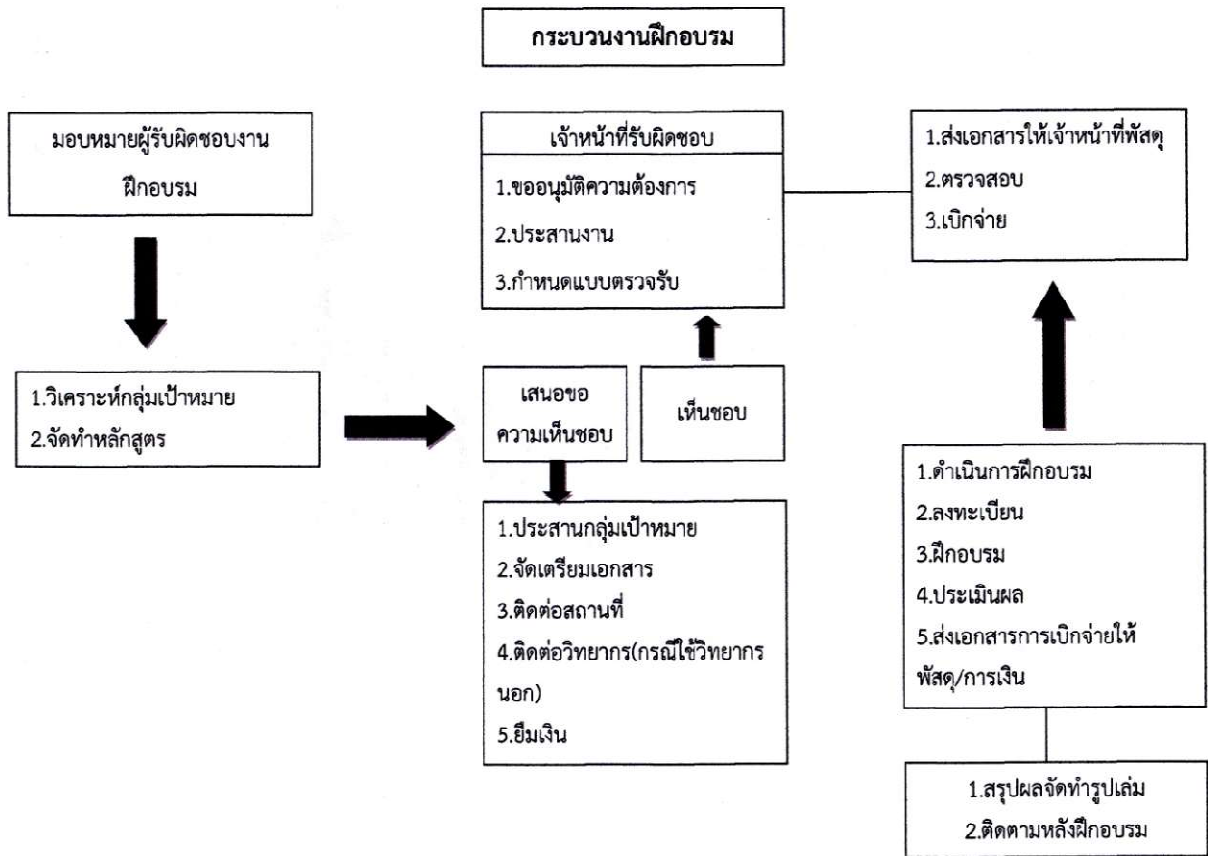 กระบวนงานฝึกอบรม
มอบหมายผู้รับผิดชอบงาน
ฝึกอบรม
1.วิเคราะห์กลุ่มเป้าหมาย
2.จัดทำหลักสูตร
เจ้าหน้าที่รับผิดชอบ
1.ขออนุมัติความต้องการ
2.ประสานงาน
3.กำหนดแบบตรวจรับ
เสนอขอ
ความเห็นชอบ
เห็นชอบ
1.ประสานกลุ่มเป้าหมาย
2.จัดเตรียมเอกสาร
3.ติดต่อสถานที่
4.ติดต่อวิทยากร(กรณีใช้วิทยากร
นอก)
5.ยืมเงิน
1.ส่งเอกสารให้เจ้าหน้าที่พัสดุ
2.ตรวจสอบ
3.เบิกจ่าย
1.ดำเนินการฝึกอบรม
2.ลงทะเบียน
3.ฝึกอบรม
4.ประเมินผล
5.ส่งเอกสารการเบิกจ่ายให้
พัสดุ/การเงิน
1.สรุปผลจัดทำรูปเล่ม
2.ติดตามหลังฝึกอบรม